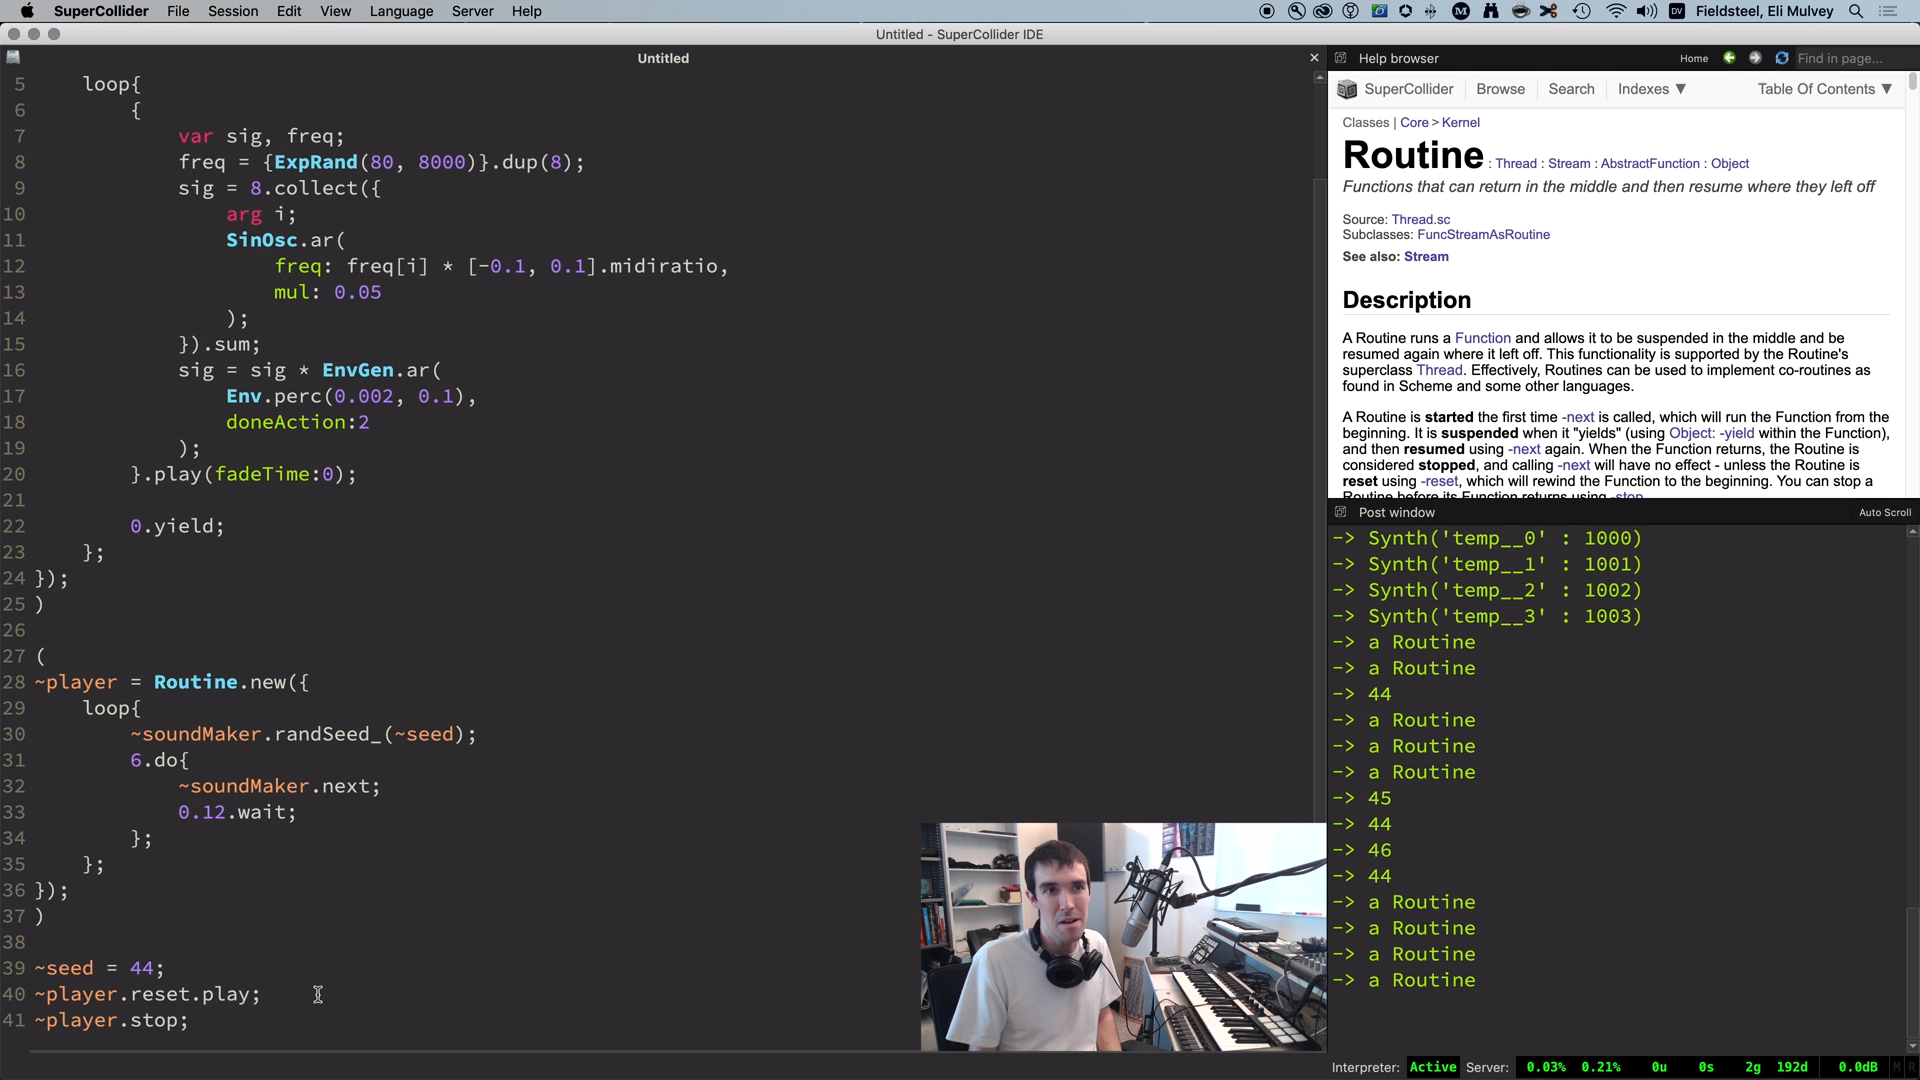 SuperCollider File Session Edit View Language Server Help
DV Fieldsteel, Eli Mulvey
Untitled - SuperCollider IDE
Untitled
5 loop{
6 {
7 var sig, freq;
8 freq = {ExpRand(80, 8000)}.dup(8);
9 sig = 8.collect({
10 arg i;
11 SinOsc.ar(
12 freq: freq[i] * [-0.1, 0.1].midiratio,
13 mul: 0.05
14 );
15 }).sum;
16 sig = sig * EnvGen.ar(
17 Env.perc(0.002, 0.1),
18 doneAction:2
19 );
20 }.play(fadeTime:0);
21
22 0.yield;
23 };
24 });
25 )
26
27 (
28 ~player = Routine.new({
29 loop{
30 ~soundMaker.randSeed_(~seed);
31 6.do{
32 ~soundMaker.next;
33 0.12.wait;
34 };
35 };
36 });
37 )
38
39 ~seed = 44;
40 ~player.reset.play;
41 ~player.stop;
Help browser
Home
Find in page...
SuperCollider Browse Search Indexes ▼ Table Of Contents ▼
Classes | Core > Kernel
Routine : Thread : Stream : AbstractFunction : Object
Functions that can return in the middle and then resume where they left off
Source: Thread.sc
Subclasses: FuncStreamAsRoutine
See also: Stream
Description
A Routine runs a Function and allows it to be suspended in the middle and be
resumed again where it left off. This functionality is supported by the Routine's
superclass Thread. Effectively, Routines can be used to implement co-routines as
found in Scheme and some other languages.
A Routine is started the first time -next is called, which will run the Function from the
beginning. It is suspended when it "yields" (using Object: -yield within the Function),
and then resumed using -next again. When the Function returns, the Routine is
considered stopped, and calling -next will have no effect - unless the Routine is
reset using -reset, which will rewind the Function to the beginning. You can stop a
Routine before its Function returns using -stop
Post window
Auto Scroll
-> Synth('temp__0' : 1000)
-> Synth('temp__1' : 1001)
-> Synth('temp__2' : 1002)
-> Synth('temp__3' : 1003)
-> a Routine
-> a Routine
-> 44
-> a Routine
-> a Routine
-> a Routine
-> 45
-> 44
-> 46
-> 44
-> a Routine
-> a Routine
-> a Routine
-> a Routine
Interpreter: Active Server: 0.03% 0.21% 0u 0s 2g 192d 0.0dB M R